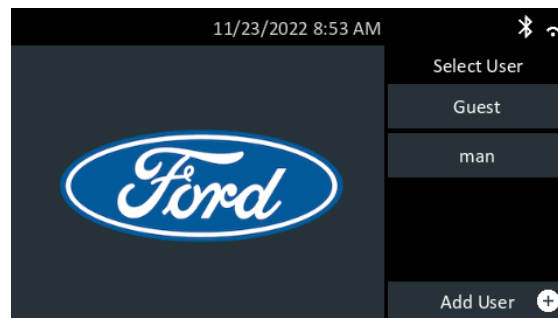 11/23/2022 8:53 AM
Select User
Guest
man
Ford
Add User